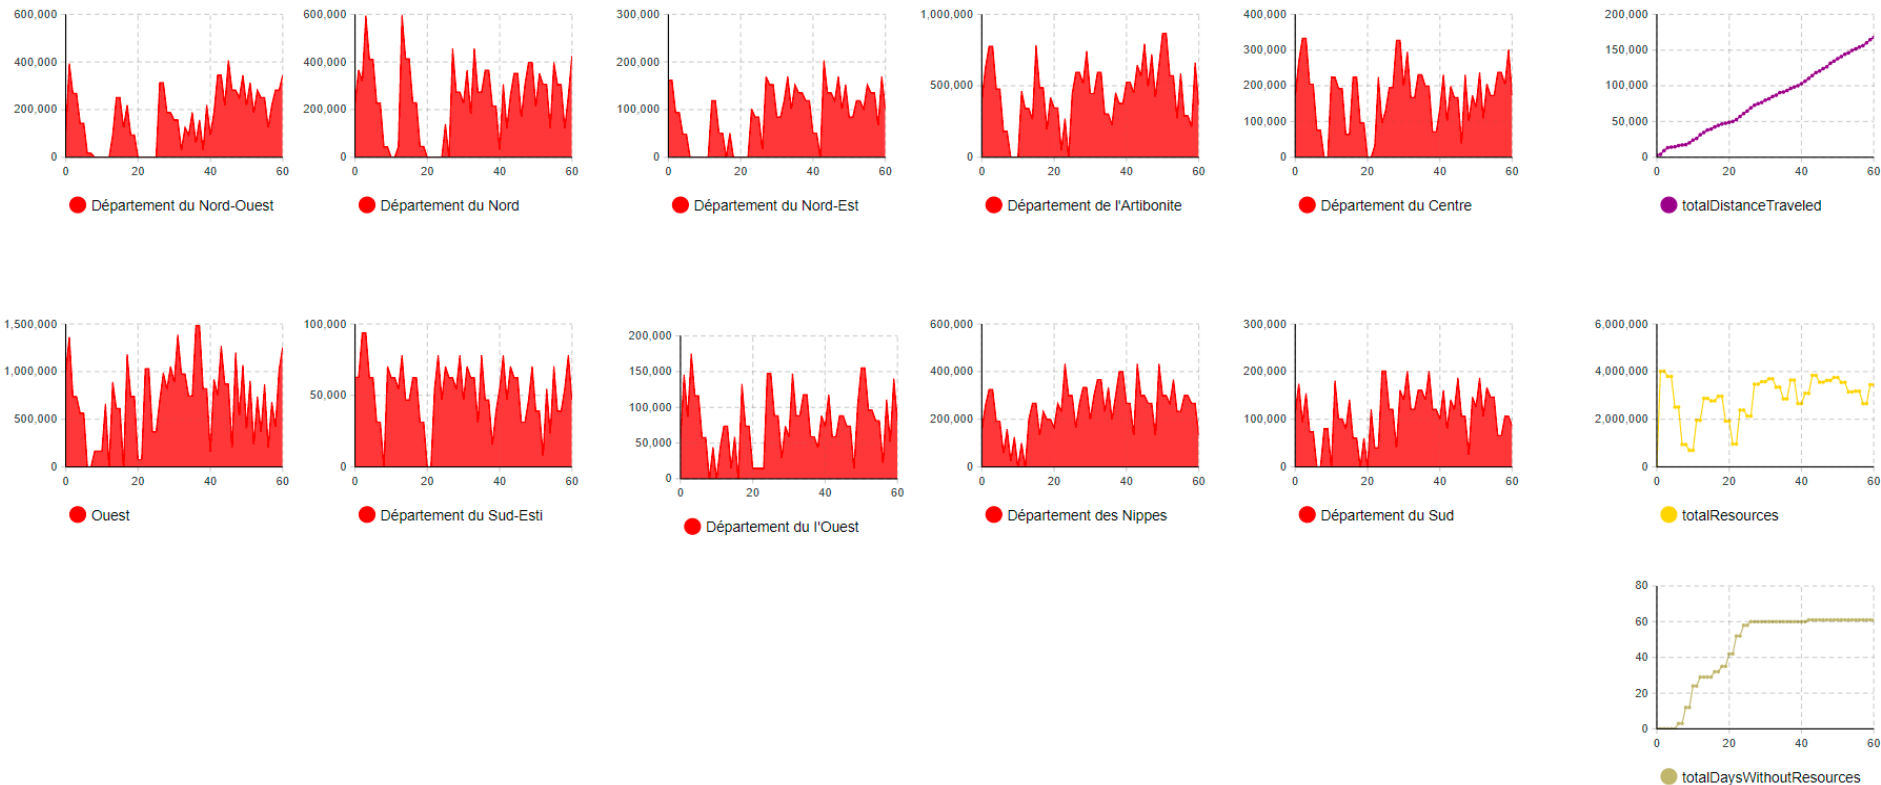 600,000
400,000
200,000
0
0 20 40 60
Département du Nord-Ouest
600,000
400,000
200,000
0
0 20 40 60
Département du Nord
300,000
200,000
100,000
0
0 20 40 60
Département du Nord-Est
1,000,000
500,000
0
0 20 40 60
Département de l'Artibonite
400,000
300,000
200,000
100,000
0
0 20 40 60
Département du Centre
200,000
150,000
100,000
50,000
0
0 20 40 60
totalDistanceTraveled
1,500,000
1,000,000
500,000
0
0 20 40 60
Ouest
100,000
50,000
0
0 20 40 60
Département du Sud-Esti
200,000
150,000
100,000
50,000
0
0 20 40 60
Département du l'Ouest
600,000
400,000
200,000
0
0 20 40 60
Département des Nippes
300,000
200,000
100,000
0
0 20 40 60
Département du Sud
6,000,000
4,000,000
2,000,000
0
0 20 40 60
totalResources
80
60
40
20
0
0 20 40 60
totalDaysWithoutResources